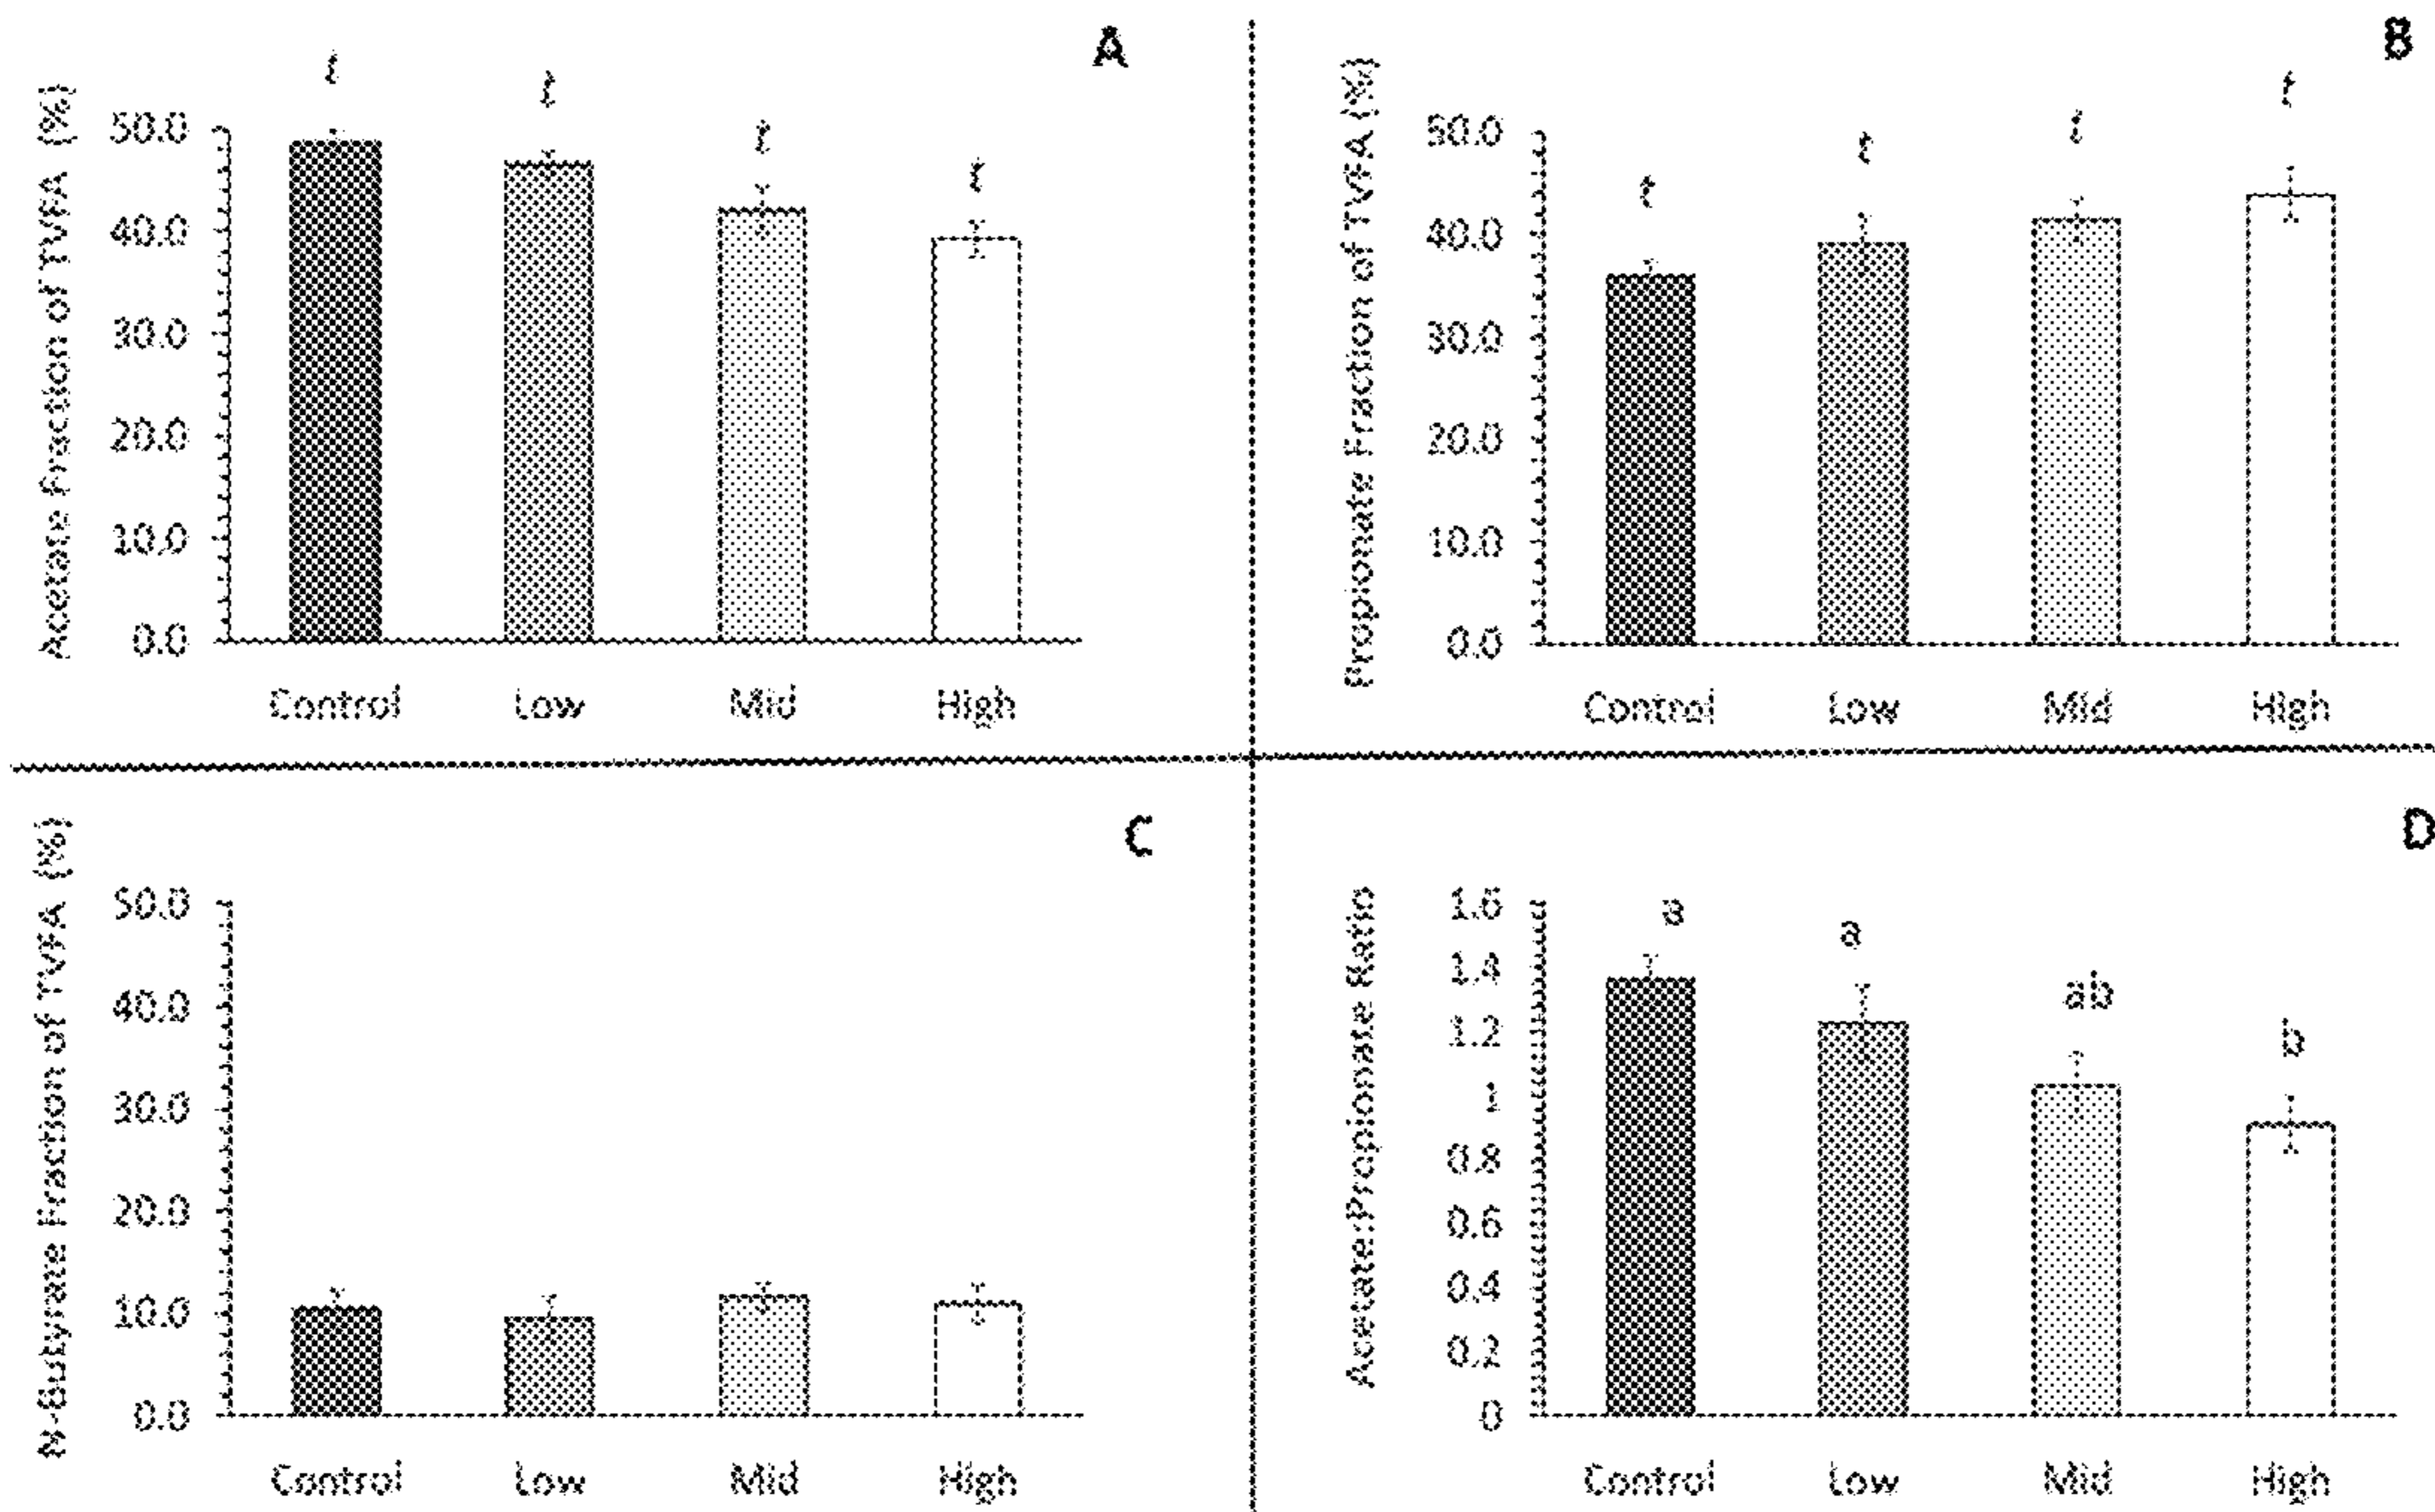 A
Acetate Fraction of TVFA (%)
t
t
t
t
50.0
40.0
30.0
20.0
10.0
0.0
Control Low Mid High
B
Propionate Fraction of TVFA (%)
t
t
t
t
50.0
40.0
30.0
20.0
10.0
0.0
Control Low Mid High
C
N-Butyrate Fraction of TVFA (%)
50.0
40.0
30.0
20.0
10.0
0.0
Control Low Mid High
D
Acetate:Propionate Ratio
a
a
ab
b
1.6
1.4
1.2
1
0.8
0.6
0.4
0.2
0
Control Low Mid High